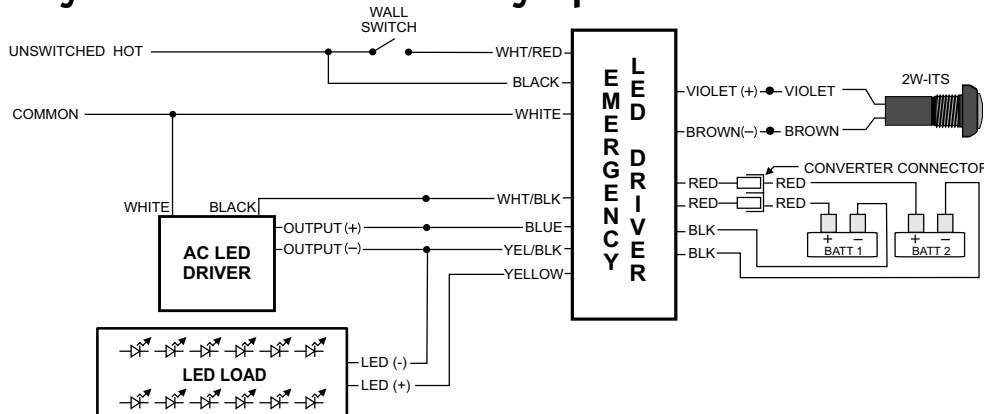 WALL
SWITCH
UNSWITCHED HOT
WHT/RED
BLACK
COMMON
WHITE
EMERGENCY
LED DRIVER
VIOLET (+)
VIOLET
2W-ITS
BROWN(–)
BROWN
CONVERTER CONNECTOR
RED
RED
RED
RED
BLK
BLK
+ –
BATT 1
+ –
BATT 2
WHITE
BLACK
WHT/BLK
OUTPUT (+)
BLUE
OUTPUT (–)
YEL/BLK
YELLOW
AC LED
DRIVER
LED (-)
LED LOAD
LED (+)